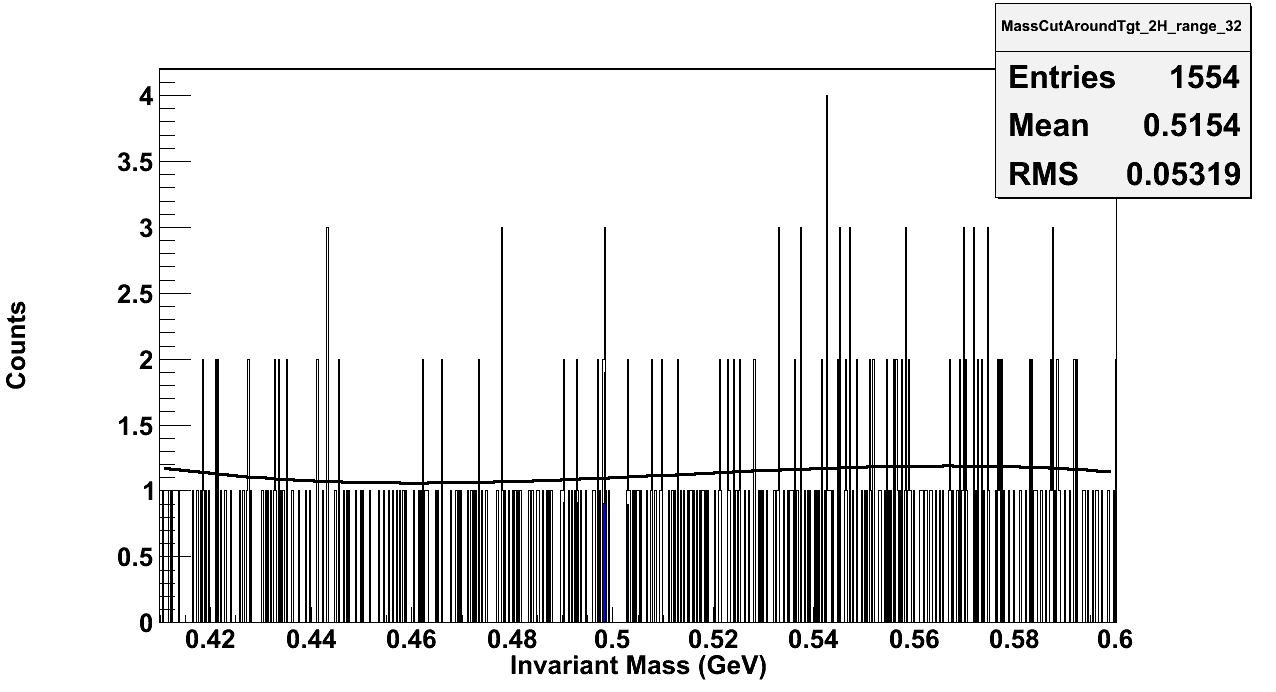 MassCutAroundTgt_2H_range_32
Entries 1554
Mean 0.5154
RMS 0.05319
4
3.5
3
2.5
2
1.5
1
0.5
0
Counts
0.42 0.44 0.46 0.48 0.5 0.52 0.54 0.56 0.58 0.6
Invariant Mass (GeV)